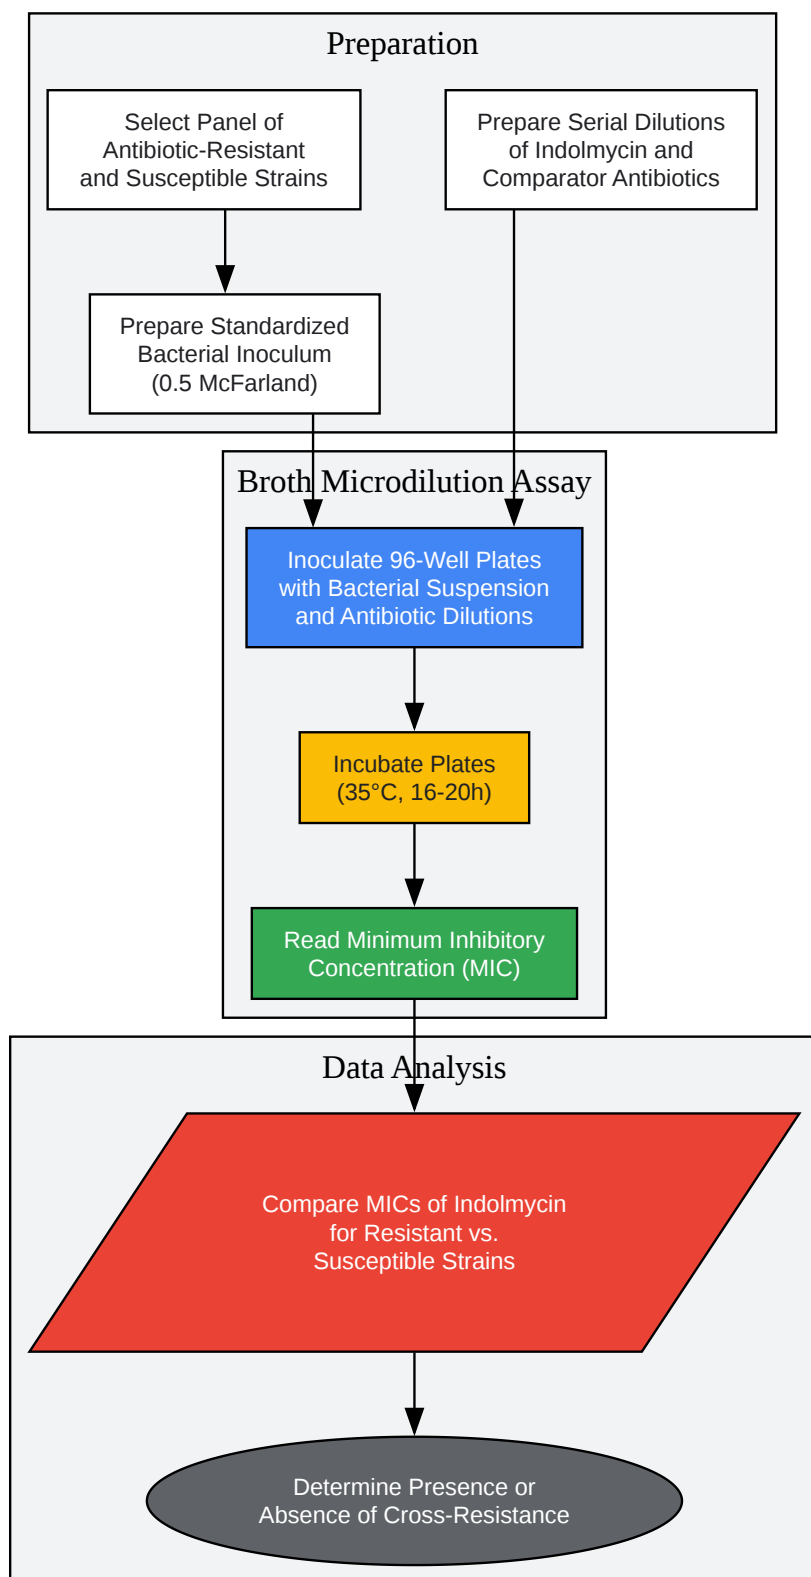 Preparation
Select Panel of
Antibiotic-Resistant
and Susceptible Strains
Prepare Serial Dilutions
of Indolmycin and
Comparator Antibiotics
Prepare Standardized
Bacterial Inoculum
(0.5 McFarland)
Broth Microdilution Assay
Inoculate 96-Well Plates
with Bacterial Suspension
and Antibiotic Dilutions
Incubate Plates
(35°C, 16-20h)
Read Minimum Inhibitory
Concentration (MIC)
Data Analysis
Compare MICs of Indolmycin
for Resistant vs.
Susceptible Strains
Determine Presence or
Absence of Cross-Resistance